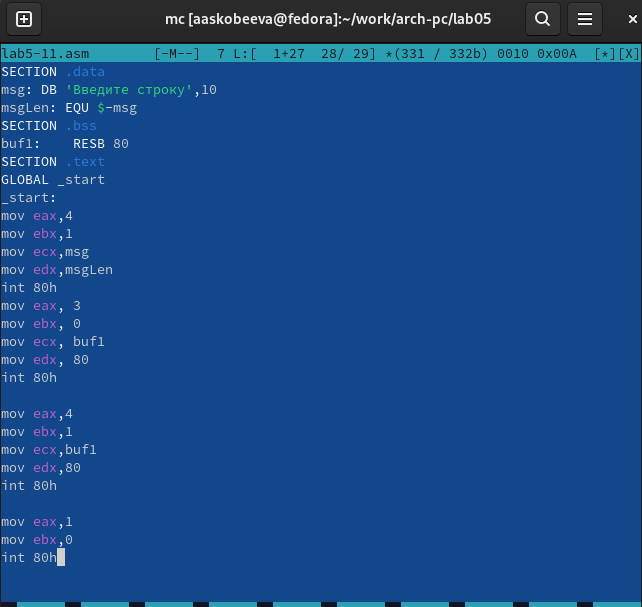 mc [aaskobeeva@fedora]:~/work/arch-pc/lab05
lab5-11.asm [-M--] 7 L:[ 1+27 28/ 29] *(331 / 332b) 0010 0x00A [*][X]
SECTION .data
msg: DB 'Введите строку',10
msgLen: EQU $-msg
SECTION .bss
buf1: RESB 80
SECTION .text
GLOBAL _start
_start:
mov eax,4
mov ebx,1
mov ecx,msg
mov edx,msgLen
int 80h
mov eax, 3
mov ebx, 0
mov ecx, buf1
mov edx, 80
int 80h
mov eax,4
mov ebx,1
mov ecx,buf1
mov edx,80
int 80h
mov eax,1
mov ebx,0
int 80h